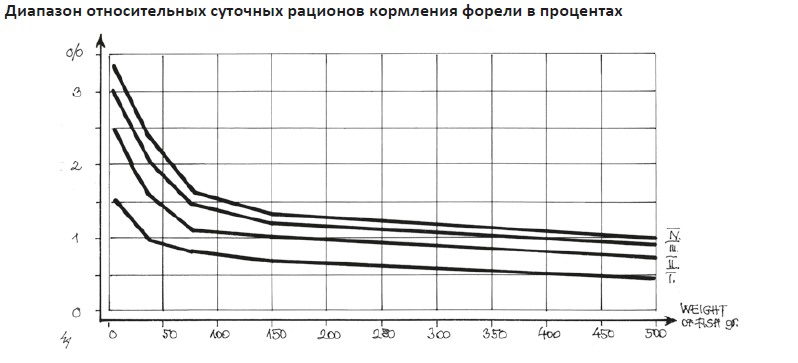 Диапазон относительных суточных рационов кормления форели в процентах
o/o
3
2
1
0
IV.
III.
II.
I.
0 50 100 150 200 250 300 350 400 450 500
WEIGHT
OF FISH gr.